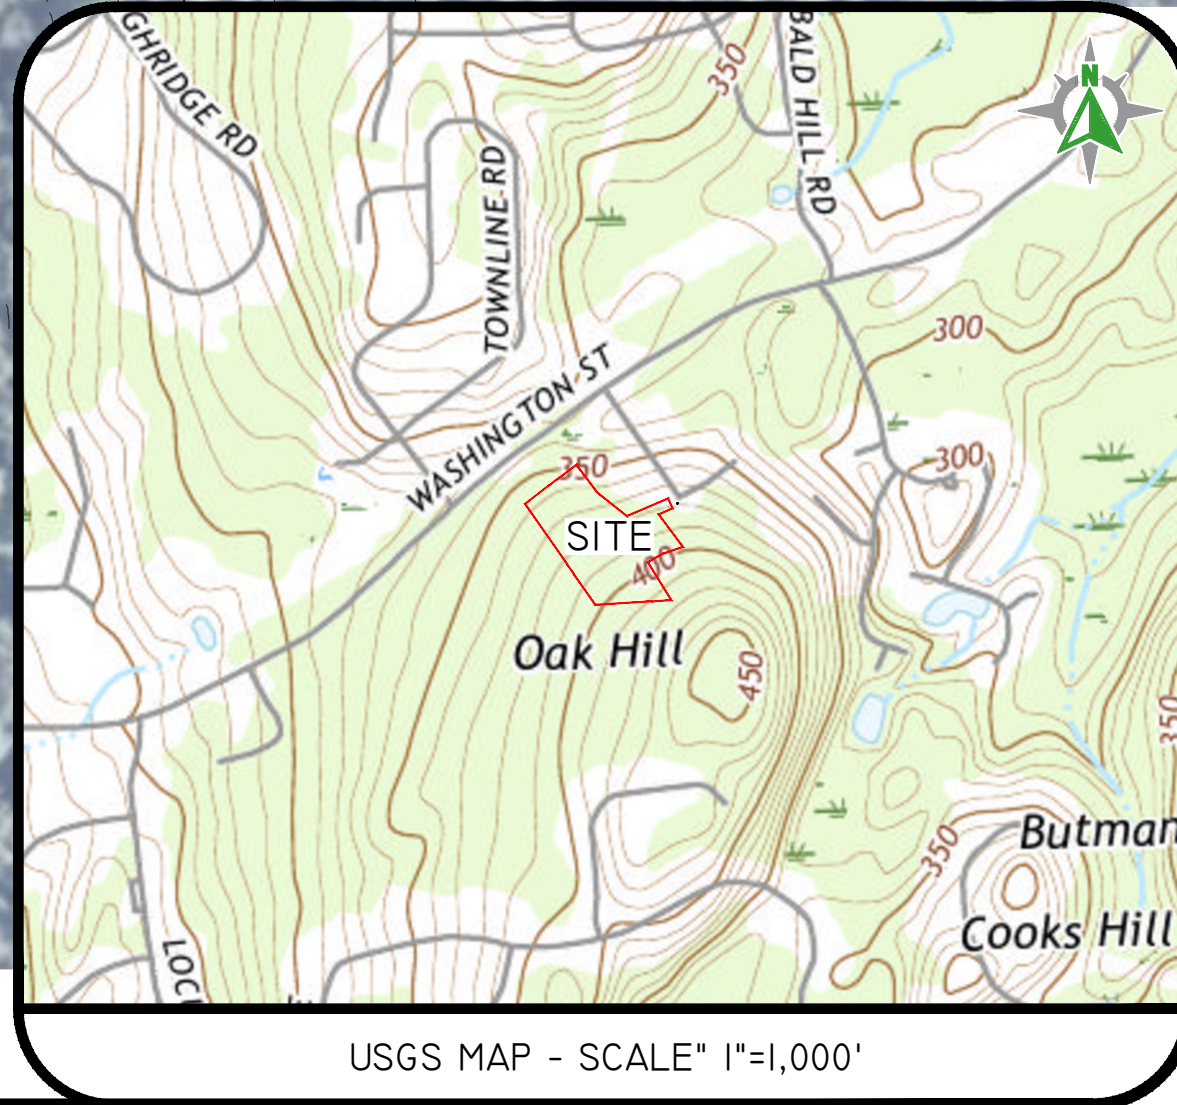 GHRIDGE RD
350
BALD HILL RD
N
TOWNLINE RD
WASHINGTON ST
300
350
300
SITE
400
Oak Hill
450
350
350
Butman
Cooks Hill
LOC
USGS MAP - SCALE" 1"=1,000'